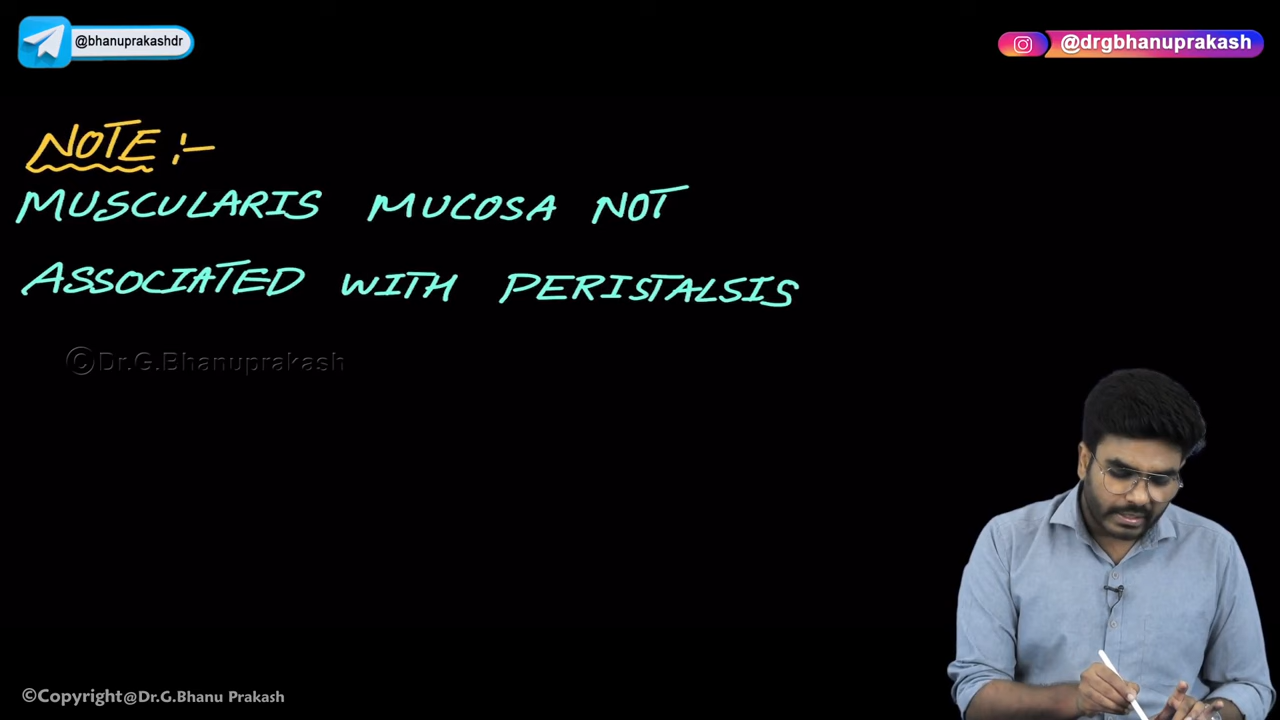 @bhanuprakashdr
@drgbhanuprakash
NOTE :-
MUSCULARIS MUCOSA NOT
ASSOCIATED WITH PERISTALSIS
©Dr.G.Bhanuprakash
©Copyright@Dr.G.Bhanu Prakash